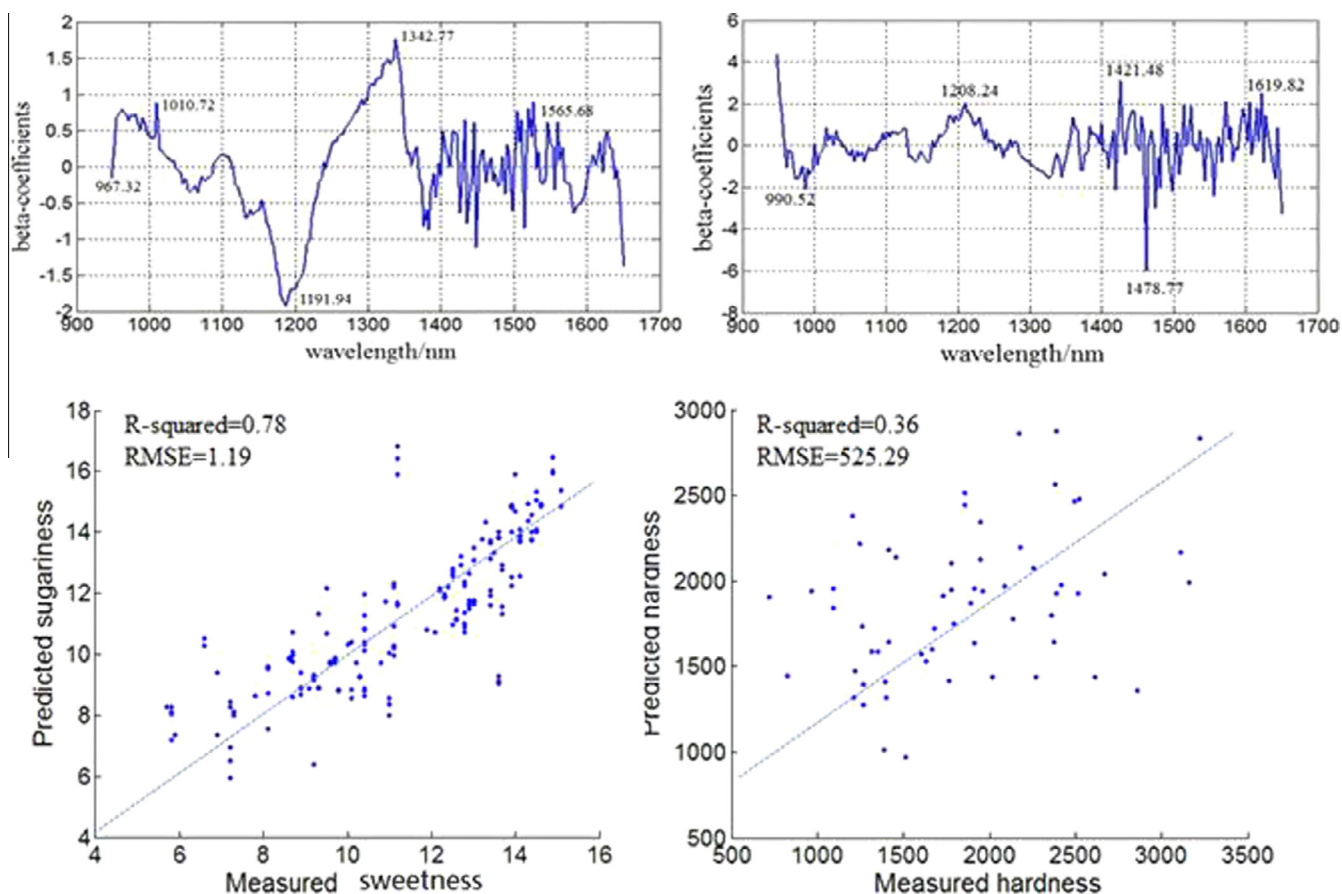 2
1.5
1
0.5
0
-0.5
-1
-1.5
-2
beta-coefficients
967.32
1010.72
1191.94
1342.77
1565.68
900 1000 1100 1200 1300 1400 1500 1600 1700
wavelength/nm
6
4
2
0
-2
-4
-6
-8
beta-coefficients
990.52
1208.24
1421.48
1478.77
1619.82
900 1000 1100 1200 1300 1400 1500 1600 1700
wavelength/nm
R-squared=0.78
RMSE=1.19
18
16
14
12
10
8
6
4
Predicted sugariness
4 6 8 10 12 14 16
Measured sweetness
R-squared=0.36
RMSE=525.29
3000
2500
2000
1500
1000
500
Predicted nardness
500 1000 1500 2000 2500 3000 3500
Measured hardness